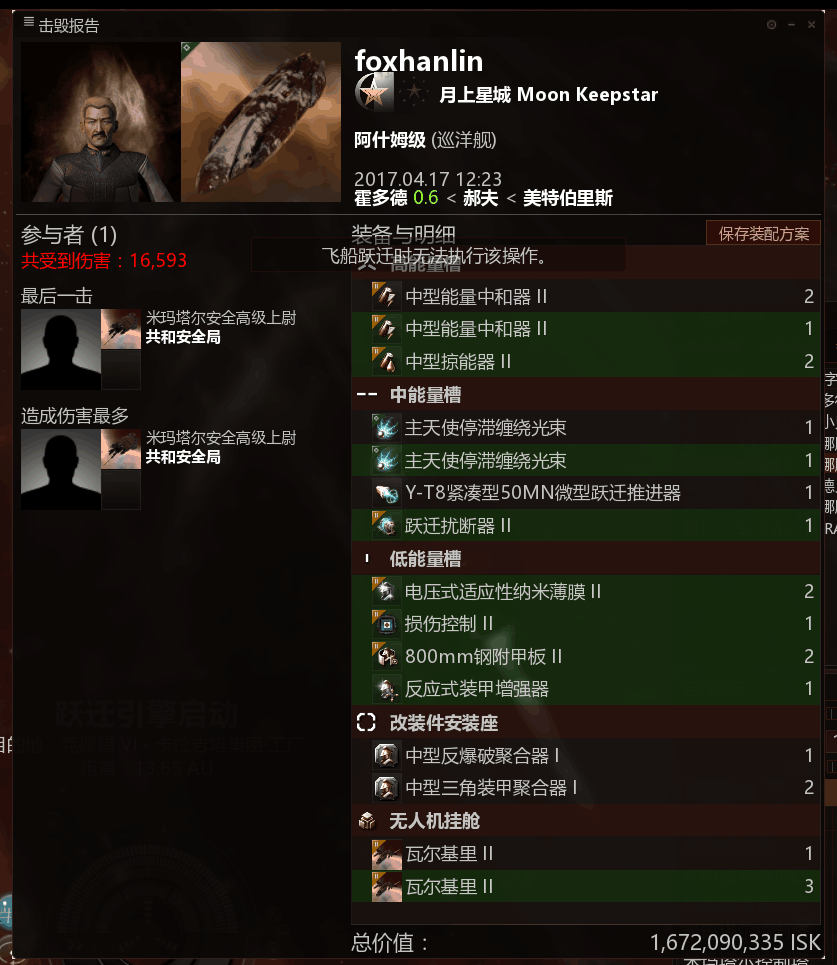 击毁报告
foxhanlin
月上星城 Moon Keepstar
阿什姆级 (巡洋舰)
2017.04.17 12:23
霍多德 0.6 < 郝夫 < 美特伯里斯
参与者 (1)
共受到伤害：16,593
最后一击
米玛塔尔安全高级上尉
共和安全局
造成伤害最多
米玛塔尔安全高级上尉
共和安全局
装备与明细
保存装配方案
飞船跃迁时无法执行该操作。
高能量槽
中型能量中和器 II 2
中型能量中和器 II 1
中型掠能器 II 2
中能量槽
主天使停滞缠绕光束 1
主天使停滞缠绕光束 1
Y-T8紧凑型50MN微型跃迁推进器 1
跃迁扰断器 II 1
低能量槽
电压式适应性纳米薄膜 II 2
损伤控制 II 1
800mm钢附甲板 II 2
反应式装甲增强器 1
改装件安装座
中型反爆破聚合器 I 1
中型三角装甲聚合器 I 2
无人机挂舱
瓦尔基里 II 1
瓦尔基里 II 3
总价值： 1,672,090,335 ISK
跃迁引擎启动